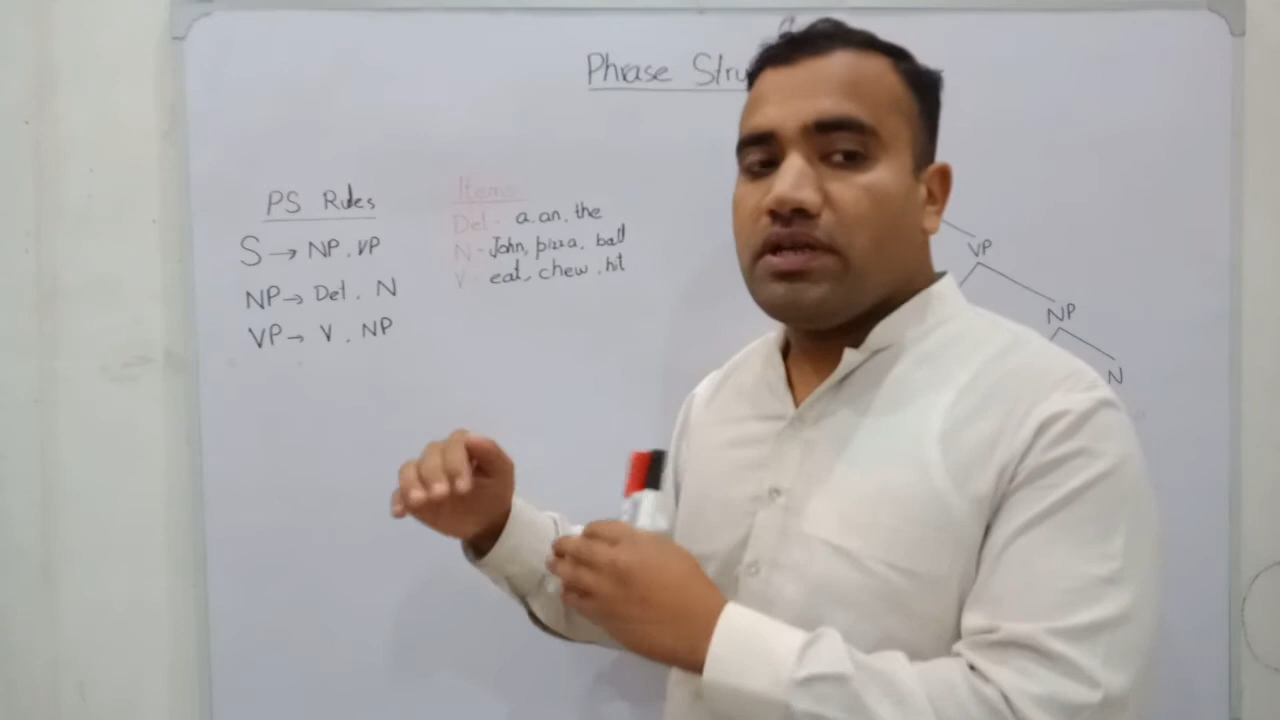 Phrase Stru
PS Rules
S → NP . VP
NP → Det . N
VP → V . NP
Items
Det - a, an, the
N - John, pizza, ball
V - eat, chew, hit
VP
NP
N